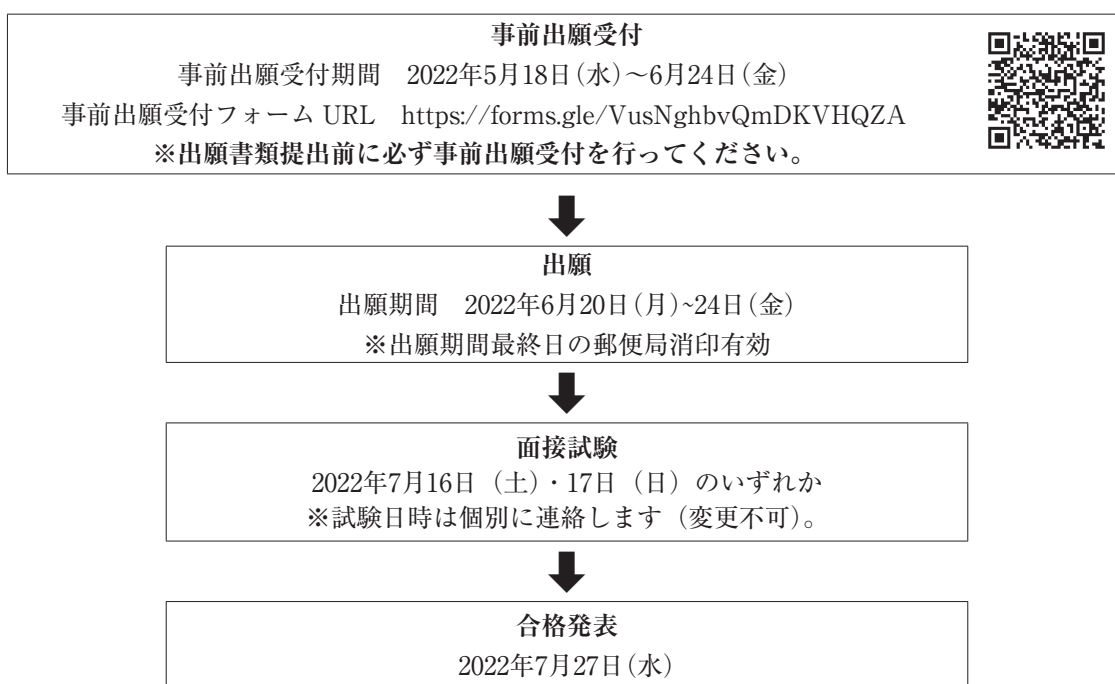 事前出願受付
事前出願受付期間　2022年5月18日（水）～6月24日（金）
事前出願受付フォーム URL　https://forms.gle/VusNghbvQmDKVHQZA
※出願書類提出前に必ず事前出願受付を行ってください。
出願
出願期間　2022年6月20日（月）~24日（金）
※出願期間最終日の郵便局消印有効
面接試験
2022年7月16日（土）・17日（日）のいずれか
※試験日時は個別に連絡します（変更不可）。
合格発表
2022年7月27日（水）